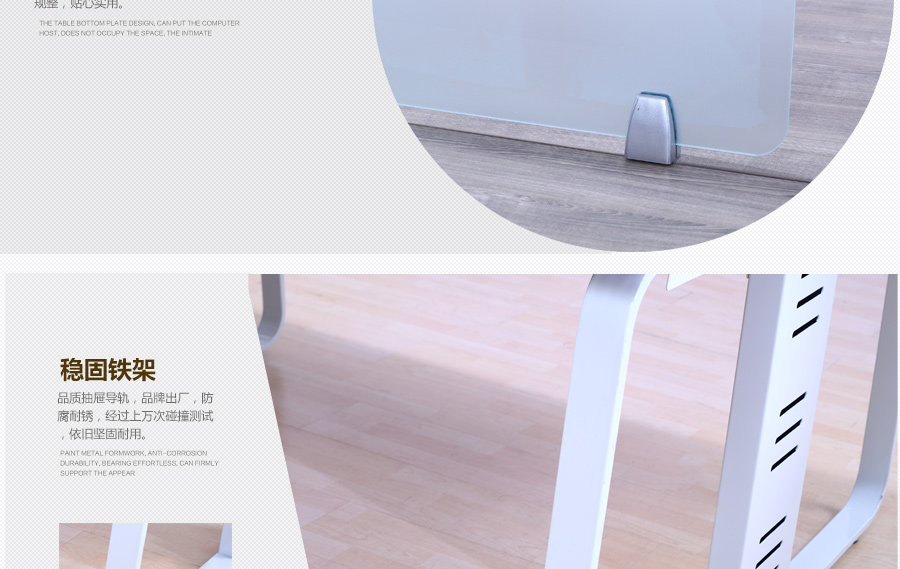 规整，贴心实用。
THE TABLE BOTTOM PLATE DESIGN, CAN PUT THE COMPUTER
HOST, DOES NOT OCCUPY THE SPACE, THE INTIMATE
稳固铁架
品质抽屉导轨，品牌出厂，防
腐耐锈，经过上万次碰撞测试
，依旧坚固耐用。
PAINT METAL FORMWORK, ANTI-CORROSION
DURABILITY, BEARING EFFORTLESS, CAN FIRMLY
SUPPORT THE APPEAR